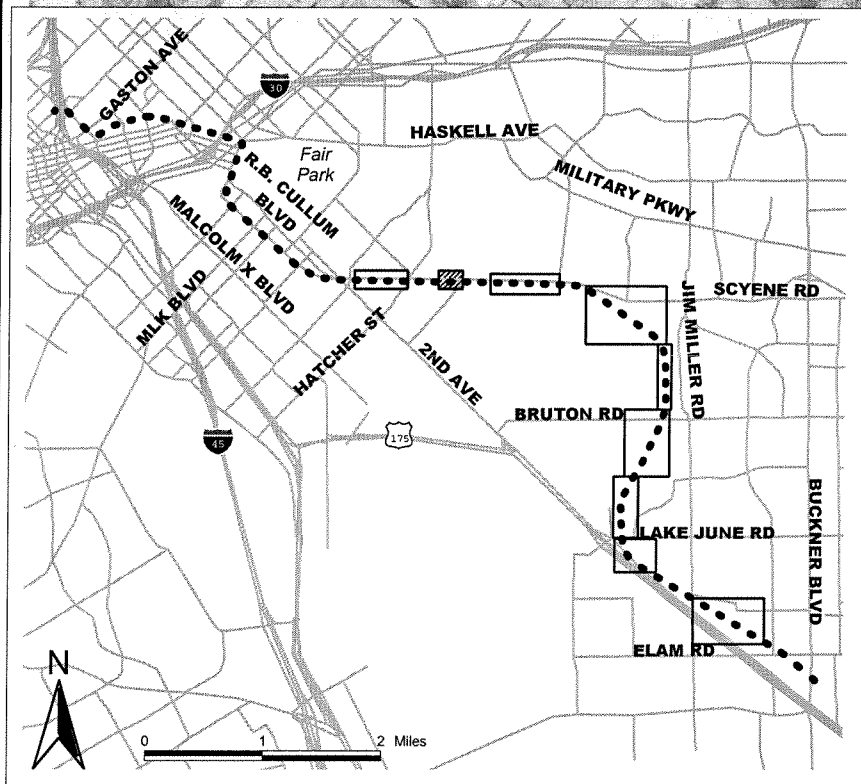 GASTON AVE
30
HASKELL AVE
Fair
Park
R.B. CULLUM
BLVD
MILITARY PKWY
MALCOLM X BLVD
MLK BLVD
SCYENE RD
JIM MILLER RD
HATCHER ST
2ND AVE
BRUTON RD
175
45
BUCKNER BLVD
LAKE JUNE RD
ELAM RD
N
0 1 2 Miles